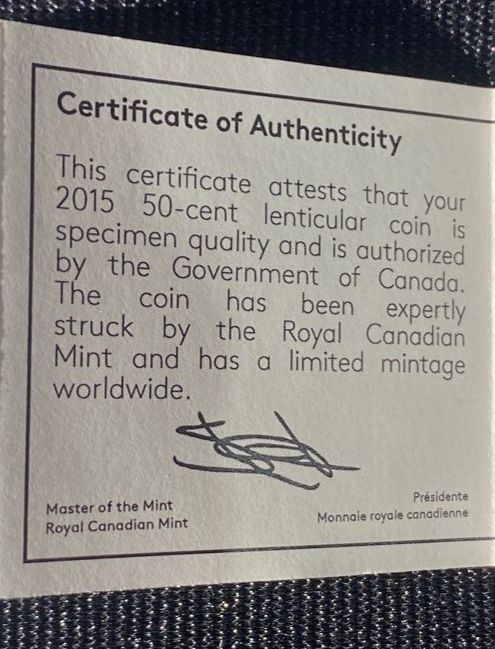 Certificate of Authenticity
This certificate attests that your
2015 50-cent lenticular coin is
specimen quality and is authorized
by the Government of Canada.
The coin has been expertly
struck by the Royal Canadian
Mint and has a limited mintage
worldwide.
Master of the Mint
Royal Canadian Mint
Présidente
Monnaie royale canadienne